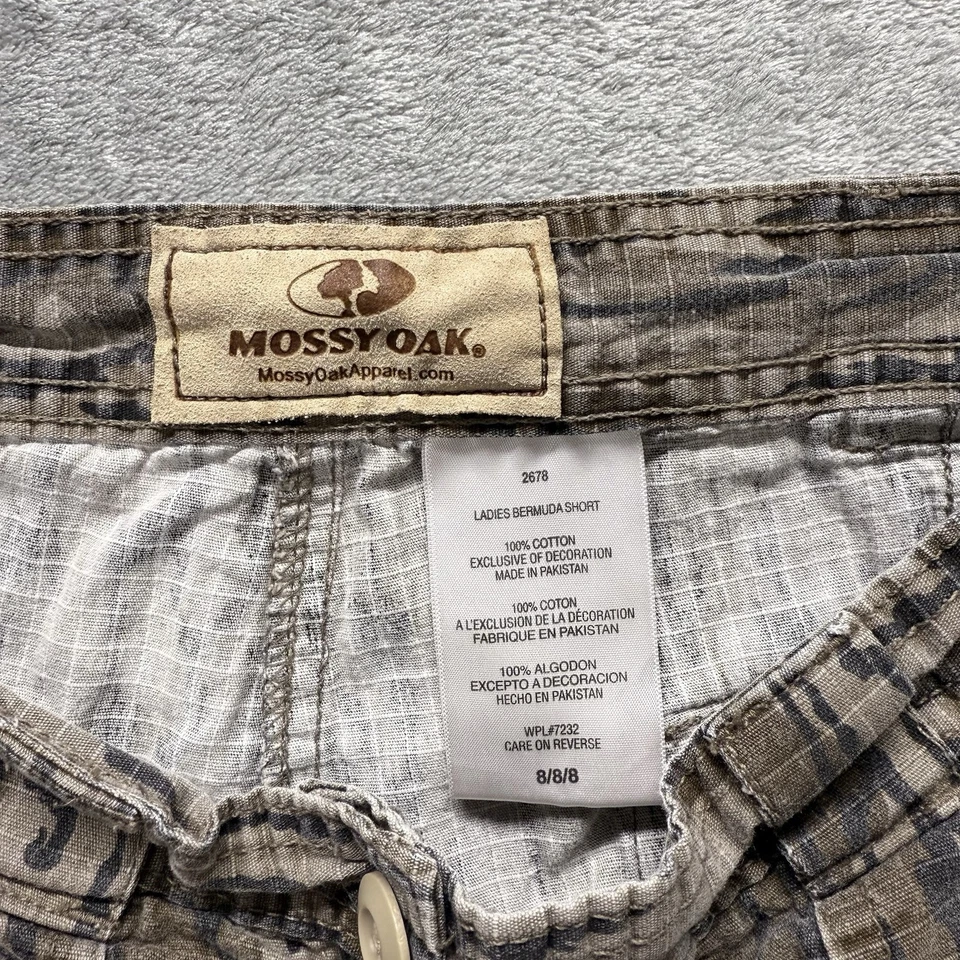 MOSSY OAK®
MossyOakApparel.com
2678
LADIES BERMUDA SHORT
100% COTTON
EXCLUSIVE OF DECORATION
MADE IN PAKISTAN
100% COTON
A L'EXCLUSION DE LA DÉCORATION
FABRIQUE EN PAKISTAN
100% ALGODON
EXCEPTO A DECORACION
HECHO EN PAKISTAN
WPL#7232
CARE ON REVERSE
8/8/8